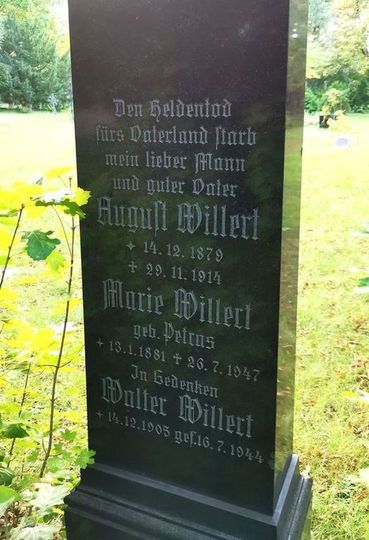 Den Heldentod
fürs Vaterland starb
mein lieber Mann
und guter Vater
August Willert
* 14.12.1879
+ 29.11.1914
Marie Willert
geb. Petras
* 13.1.1881 + 26.7.1947
In Gedenken
Walter Willert
* 14.12.1905 gef. 16.7.1944